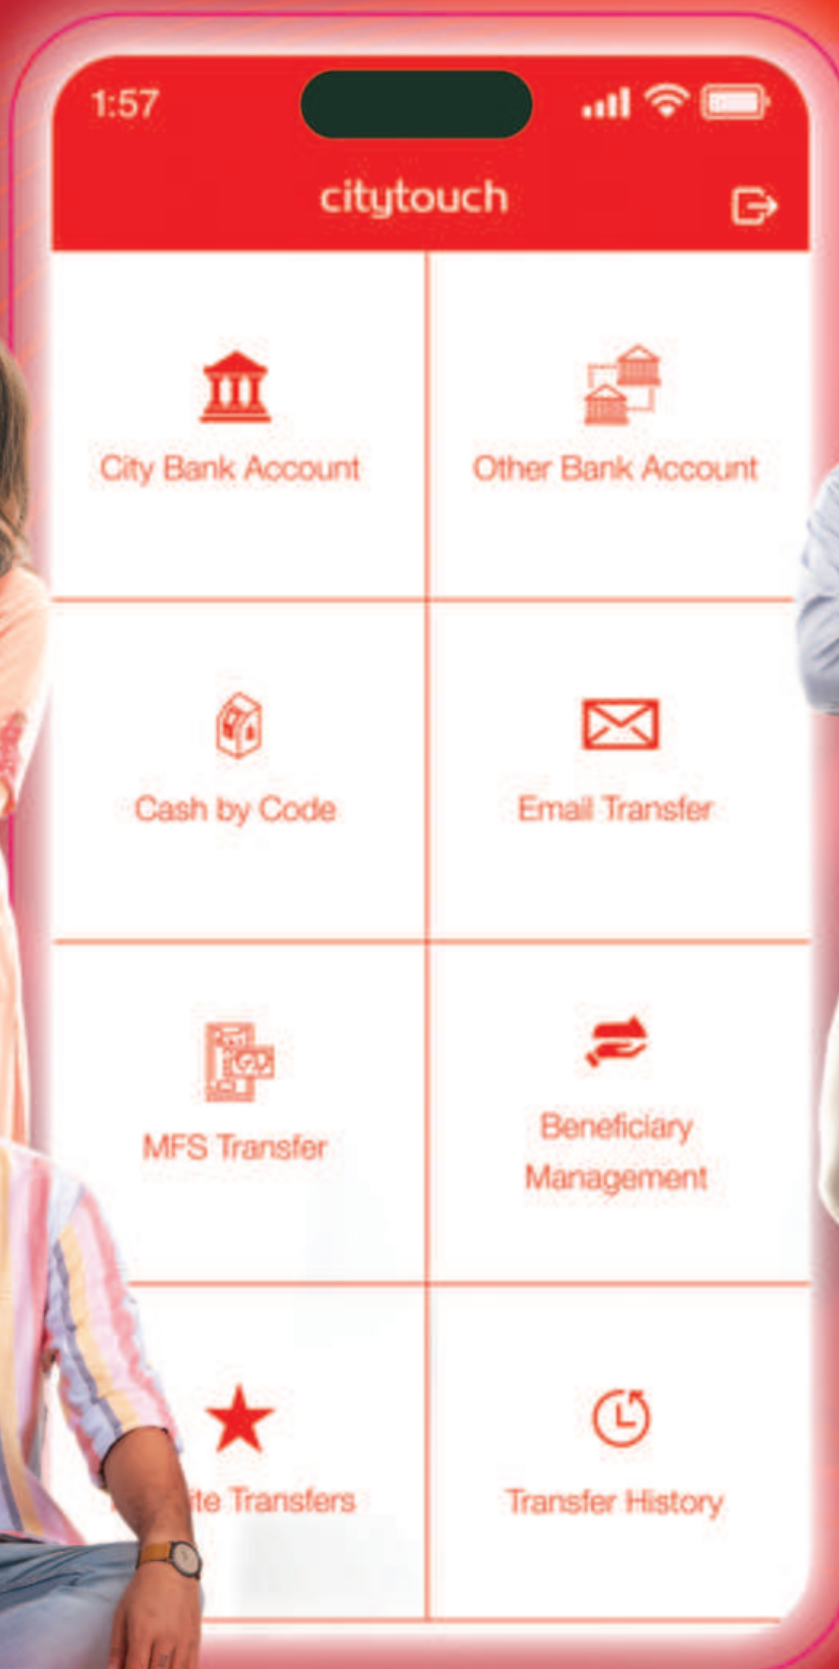 1:57
citytouch
City Bank Account
Other Bank Account
Cash by Code
Email Transfer
MFS Transfer
Beneficiary
Management
Transfers
Transfer History